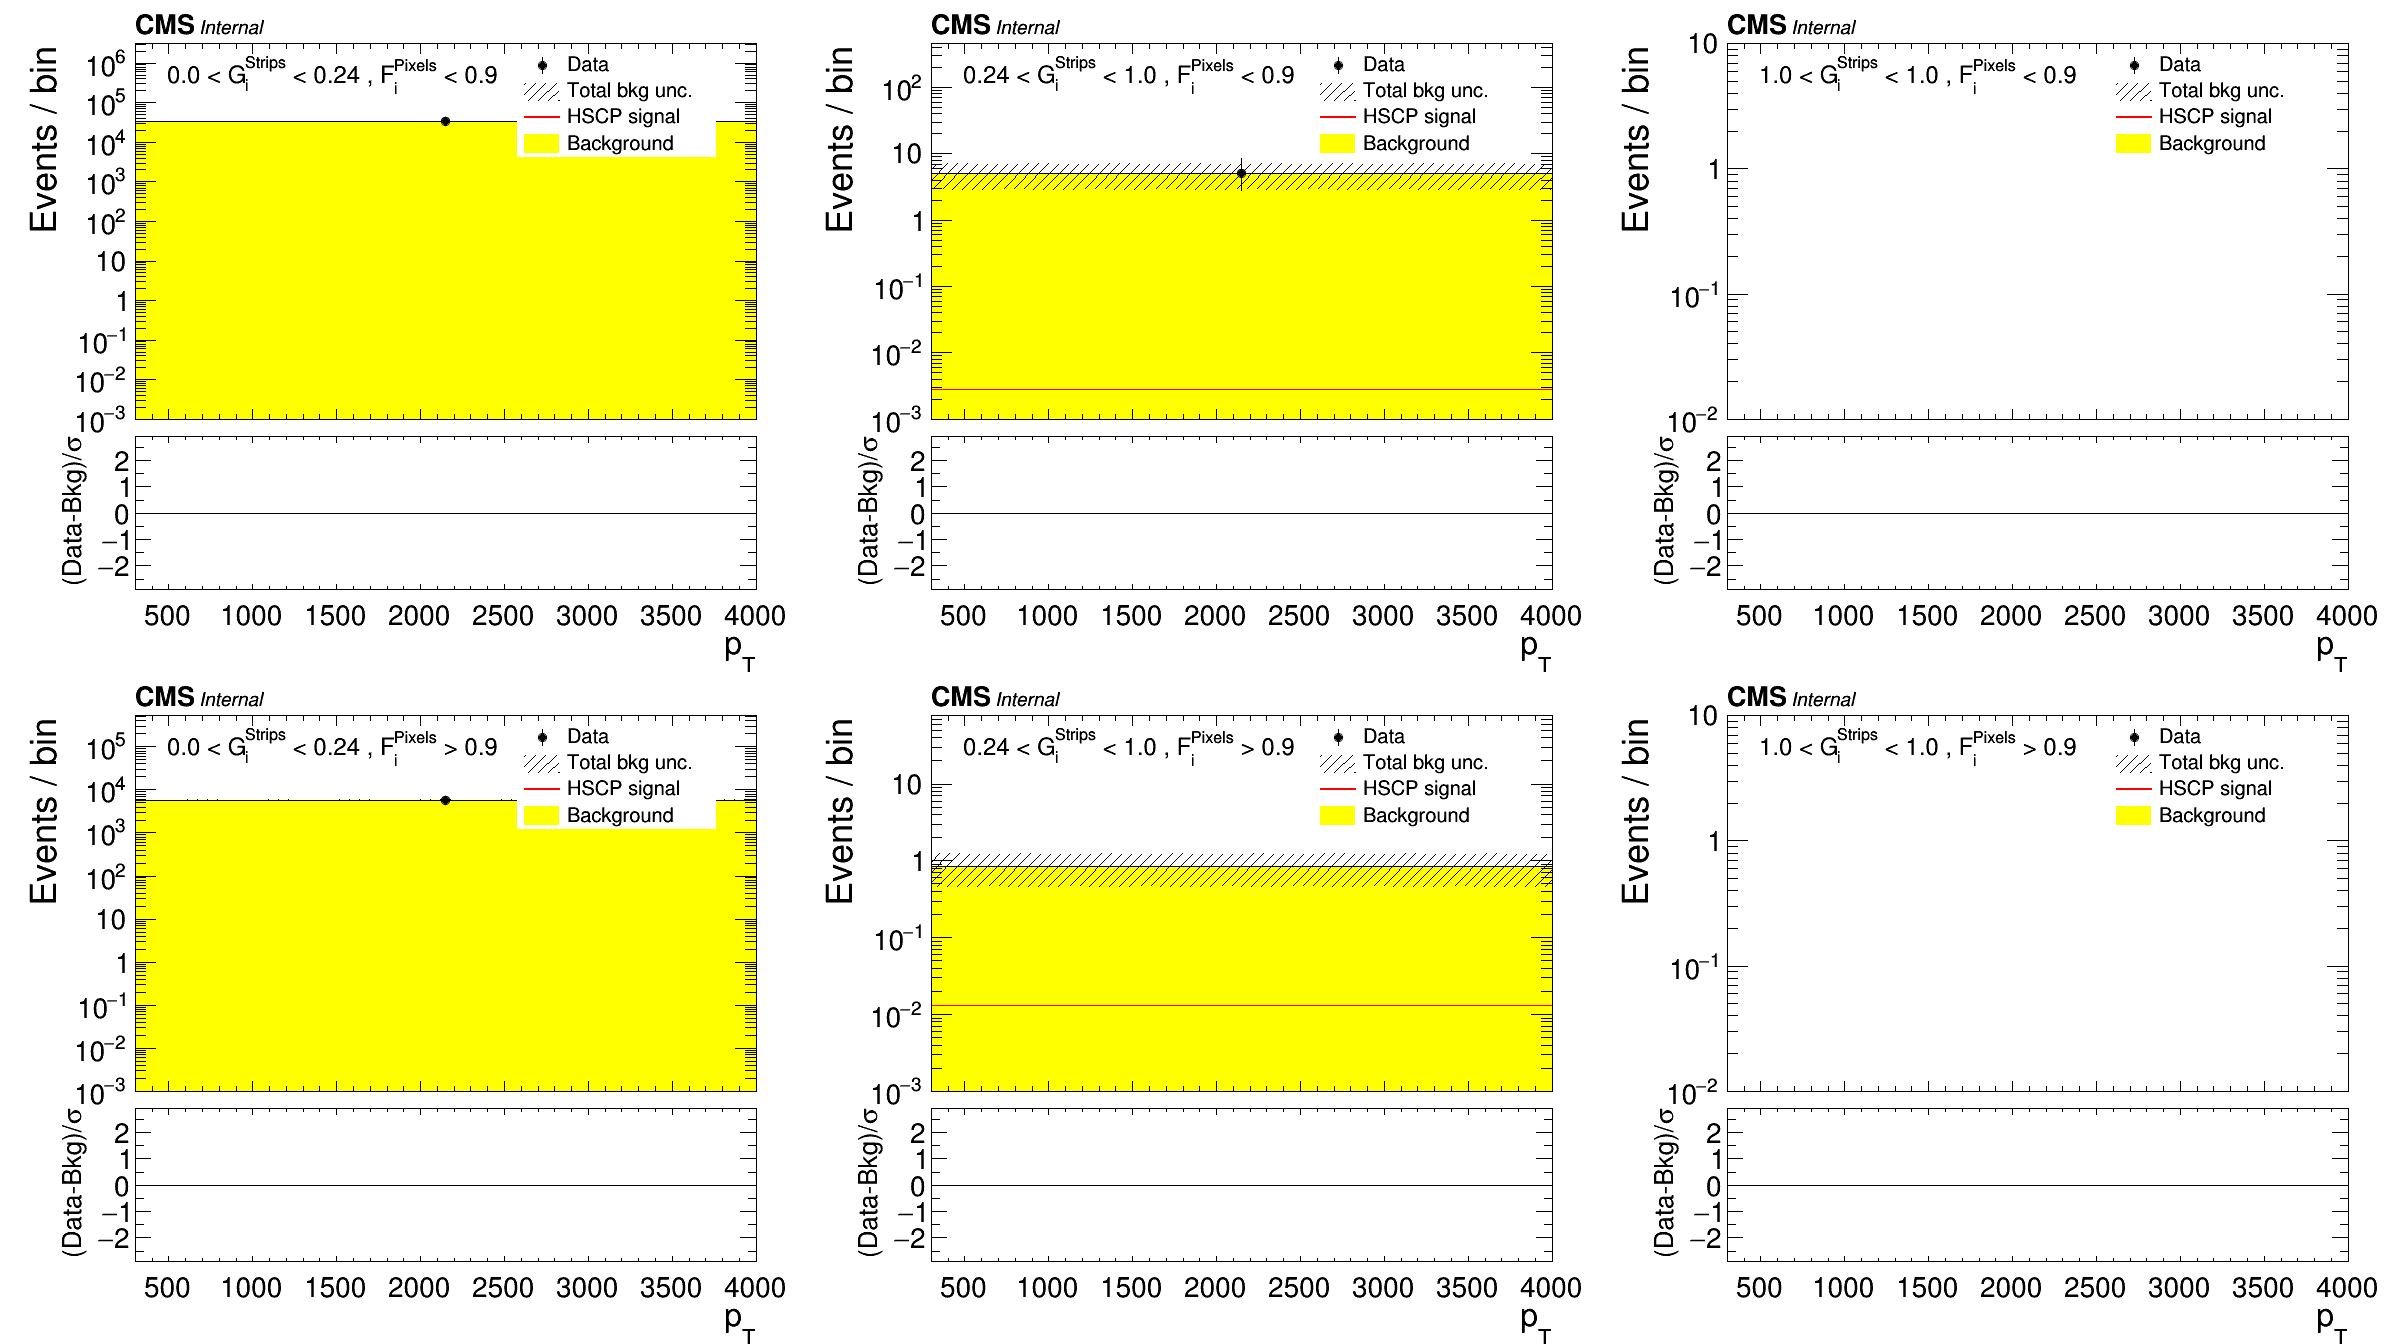 CMS Internal
Events / bin
10^6
10^5
10^4
10^3
10^2
10
1
10^−1
10^−2
10^−3
0.0 < G_i^Strips < 0.24 , F_i^Pixels < 0.9
Data
Total bkg unc.
HSCP signal
Background
(Data-Bkg)/σ
2
1
0
−1
−2
500 1000 1500 2000 2500 3000 3500 4000
p_T
CMS Internal
Events / bin
10^2
10
1
10^−1
10^−2
10^−3
0.24 < G_i^Strips < 1.0 , F_i^Pixels < 0.9
Data
Total bkg unc.
HSCP signal
Background
(Data-Bkg)/σ
2
1
0
−1
−2
500 1000 1500 2000 2500 3000 3500 4000
p_T
CMS Internal
Events / bin
10
1
10^−1
10^−2
1.0 < G_i^Strips < 1.0 , F_i^Pixels < 0.9
Data
Total bkg unc.
HSCP signal
Background
(Data-Bkg)/σ
2
1
0
−1
−2
500 1000 1500 2000 2500 3000 3500 4000
p_T
CMS Internal
Events / bin
10^5
10^4
10^3
10^2
10
1
10^−1
10^−2
10^−3
0.0 < G_i^Strips < 0.24 , F_i^Pixels > 0.9
Data
Total bkg unc.
HSCP signal
Background
(Data-Bkg)/σ
2
1
0
−1
−2
500 1000 1500 2000 2500 3000 3500 4000
p_T
CMS Internal
Events / bin
10
1
10^−1
10^−2
10^−3
0.24 < G_i^Strips < 1.0 , F_i^Pixels > 0.9
Data
Total bkg unc.
HSCP signal
Background
(Data-Bkg)/σ
2
1
0
−1
−2
500 1000 1500 2000 2500 3000 3500 4000
p_T
CMS Internal
Events / bin
10
1
10^−1
10^−2
1.0 < G_i^Strips < 1.0 , F_i^Pixels > 0.9
Data
Total bkg unc.
HSCP signal
Background
(Data-Bkg)/σ
2
1
0
−1
−2
500 1000 1500 2000 2500 3000 3500 4000
p_T